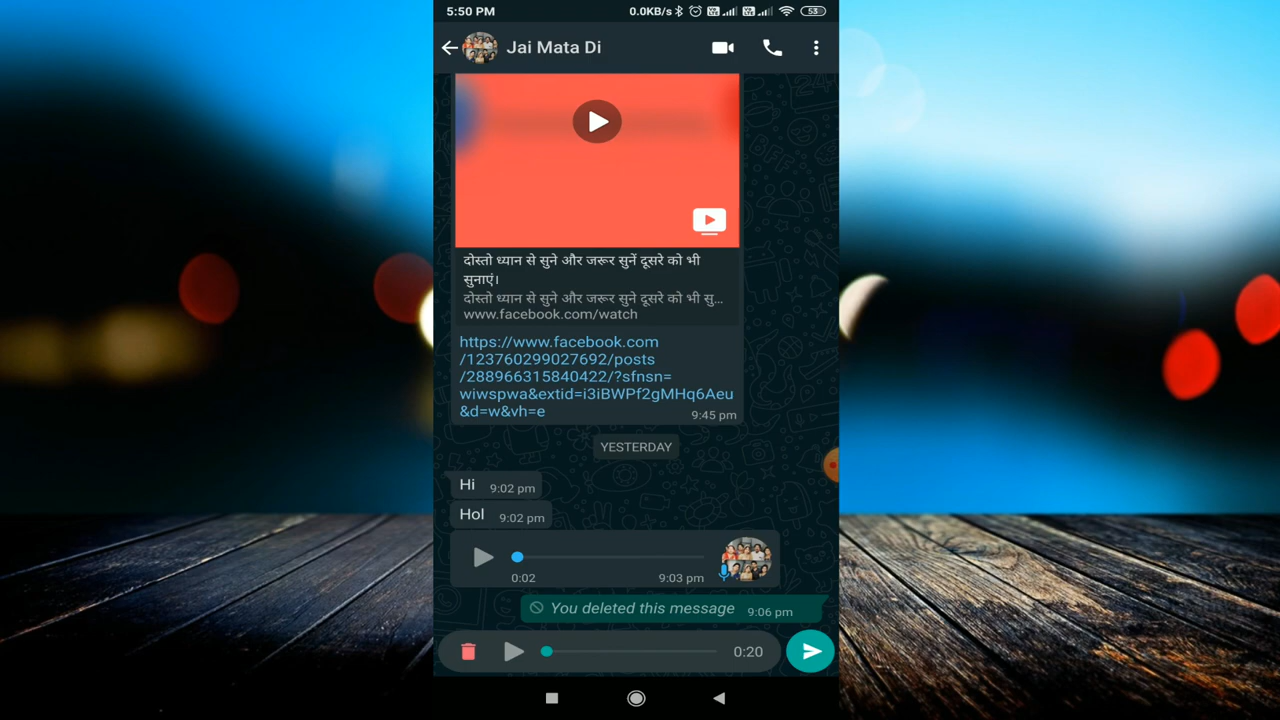 5:50 PM
0.0KB/s
53
Jai Mata Di
दोस्तो ध्यान से सुने और जरूर सुनें दूसरे को भी
सुनाएं।
दोस्तो ध्यान से सुने और जरूर सुने दूसरे को भी सु...
www.facebook.com/watch
https://www.facebook.com
/123760299027692/posts
/288966315840422/?sfnsn=
wiwspwa&extid=i3iBWPf2gMHq6Aeu
&d=w&vh=e
9:45 pm
YESTERDAY
Hi 9:02 pm
Hol 9:02 pm
0:02 9:03 pm
You deleted this message 9:06 pm
0:20